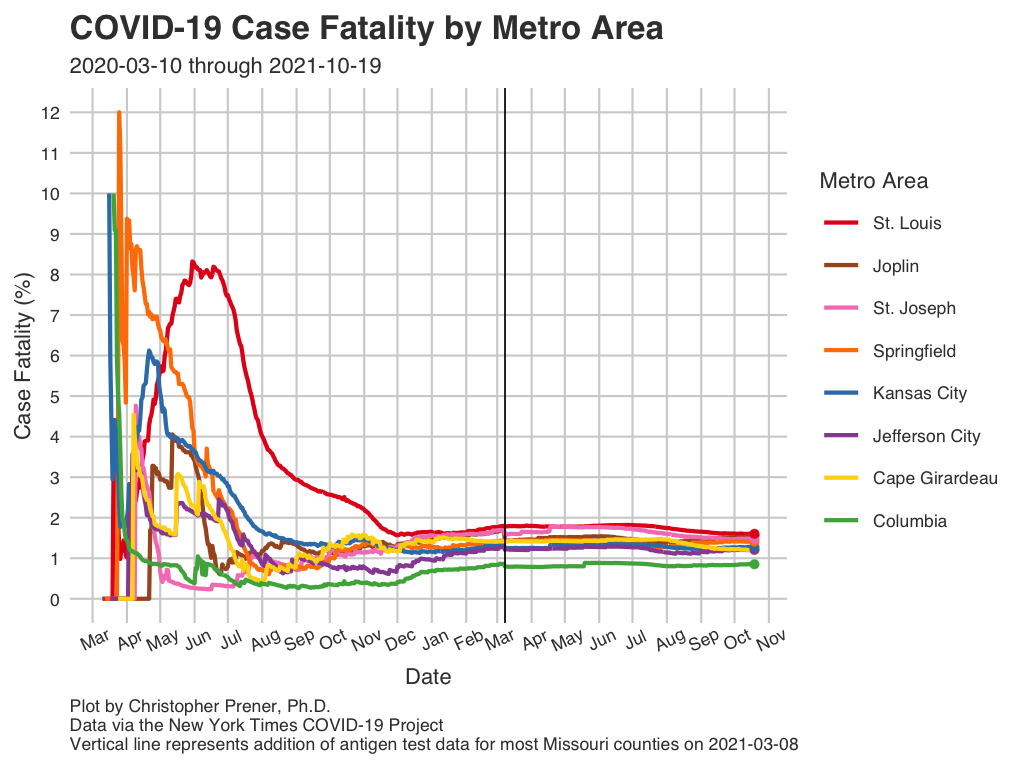 COVID-19 Case Fatality by Metro Area
2020-03-10 through 2021-10-19
Case Fatality (%)
12
11
10
9
8
7
6
5
4
3
2
1
0
Mar Apr May Jun Jul Aug Sep Oct Nov Dec Jan Feb Mar Apr May Jun Jul Aug Sep Oct Nov
Date
Metro Area
St. Louis
Joplin
St. Joseph
Springfield
Kansas City
Jefferson City
Cape Girardeau
Columbia
Plot by Christopher Prener, Ph.D.
Data via the New York Times COVID-19 Project
Vertical line represents addition of antigen test data for most Missouri counties on 2021-03-08